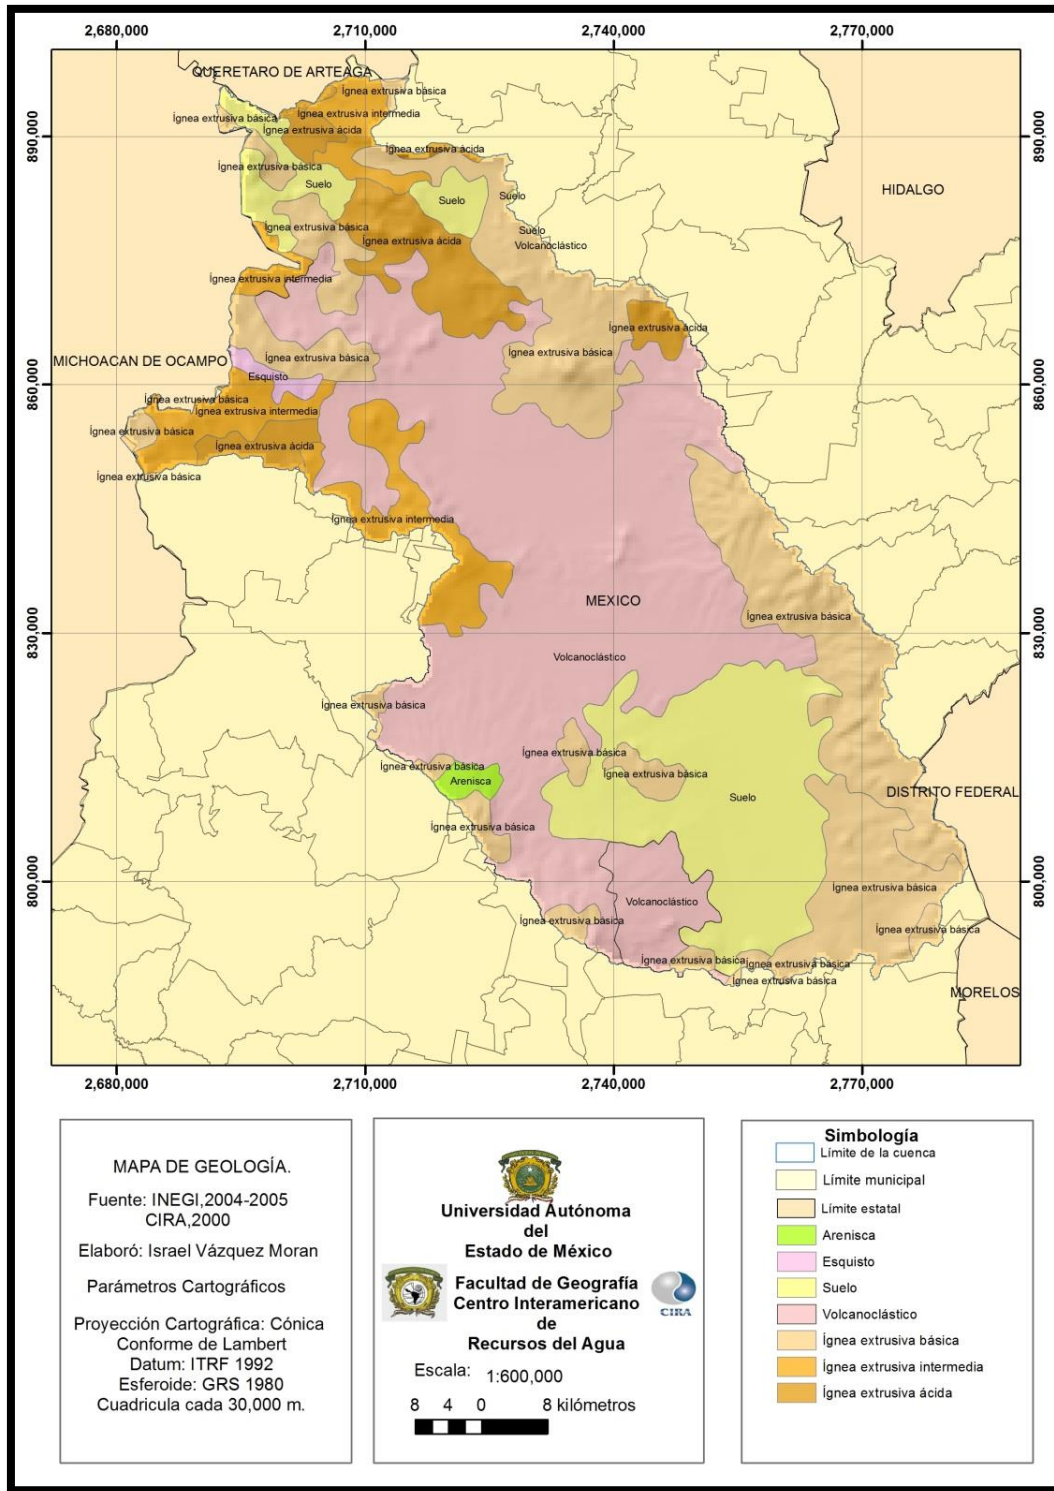 2,680,000 2,710,000 2,740,000 2,770,000
890,000 890,000
860,000 860,000
830,000 830,000
800,000 800,000
QUERETARO DE ARTEAGA
Ígnea extrusiva básica
Ígnea extrusiva intermedia
Ígnea extrusiva básica
Ígnea extrusiva ácida
Ígnea extrusiva ácida
Ígnea extrusiva básica
Suelo
HIDALGO
Suelo
Suelo
Ígnea extrusiva básica
Suelo
Ígnea extrusiva ácida
Volcanoclástico
Ígnea extrusiva intermedia
Ígnea extrusiva ácida
Ígnea extrusiva básica
MICHOACAN DE OCAMPO
Ígnea extrusiva básica
Esquisto
Ígnea extrusiva básica
Ígnea extrusiva intermedia
Ígnea extrusiva básica
Ígnea extrusiva ácida
Ígnea extrusiva básica
Ígnea extrusiva intermedia
MEXICO
Ígnea extrusiva básica
Volcanoclástico
Ígnea extrusiva básica
Ígnea extrusiva básica
Ígnea extrusiva básica
Ígnea extrusiva básica
Arenisca
Suelo
DISTRITO FEDERAL
Ígnea extrusiva básica
Ígnea extrusiva básica
Volcanoclástico
Ígnea extrusiva básica
Ígnea extrusiva básica
Ígnea extrusiva básica
Ígnea extrusiva básica
Ígnea extrusiva básica
MORELOS
2,680,000 2,710,000 2,740,000 2,770,000
MAPA DE GEOLOGÍA.
Fuente: INEGI,2004-2005
CIRA,2000
Elaboró: Israel Vázquez Moran
Parámetros Cartográficos
Proyección Cartográfica: Cónica
Conforme de Lambert
Datum: ITRF 1992
Esferoide: GRS 1980
Cuadricula cada 30,000 m.
Universidad Autónoma
del
Estado de México
Facultad de Geografía
Centro Interamericano
de
Recursos del Agua
CIRA
Escala: 1:600,000
8 4 0 8 kilómetros
Simbología
Límite de la cuenca
Límite municipal
Límite estatal
Arenisca
Esquisto
Suelo
Volcanoclástico
Ígnea extrusiva básica
Ígnea extrusiva intermedia
Ígnea extrusiva ácida